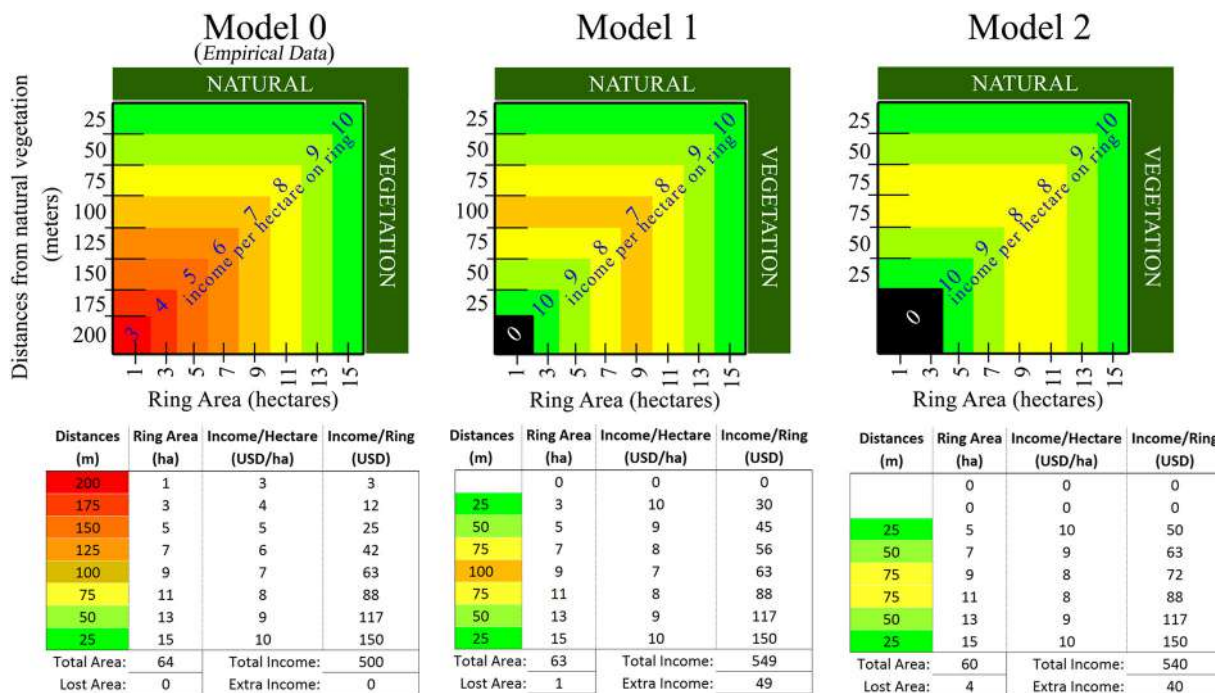 Model 0
(Empirical Data)
NATURAL
VEGETATION
Distances from natural vegetation
(meters)
25
50
75
100
125
150
175
200
10
9
8
7
6
5
4
3
income per hectare on ring
1
3
5
7
9
11
13
15
Ring Area (hectares)
Model 1
NATURAL
VEGETATION
25
50
75
100
75
50
25
10
9
8
7
8
9
10
0
income per hectare on ring
1
3
5
7
9
11
13
15
Ring Area (hectares)
Model 2
NATURAL
VEGETATION
25
50
75
75
50
25
10
9
8
8
9
10
0
income per hectare on ring
1
3
5
7
9
11
13
15
Ring Area (hectares)
Distances Ring Area Income/Hectare Income/Ring
(m) (ha) (USD/ha) (USD)
200 1 3 3
175 3 4 12
150 5 5 25
125 7 6 42
100 9 7 63
75 11 8 88
50 13 9 117
25 15 10 150
Total Area: 64 Total Income: 500
Lost Area: 0 Extra Income: 0
Distances Ring Area Income/Hectare Income/Ring
(m) (ha) (USD/ha) (USD)
0 0 0
25 3 10 30
50 5 9 45
75 7 8 56
100 9 7 63
75 11 8 88
50 13 9 117
25 15 10 150
Total Area: 63 Total Income: 549
Lost Area: 1 Extra Income: 49
Distances Ring Area Income/Hectare Income/Ring
(m) (ha) (USD/ha) (USD)
0 0 0
0 0 0
25 5 10 50
50 7 9 63
75 9 8 72
75 11 8 88
50 13 9 117
25 15 10 150
Total Area: 60 Total Income: 540
Lost Area: 4 Extra Income: 40